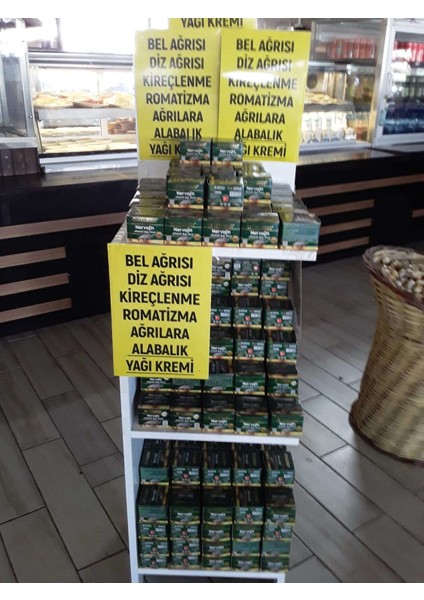 YAĞI KREMİ
BEL AĞRISI
DİZ AĞRISI
KİREÇLENME
ROMATİZMA
AĞRILARA
ALABALIK
YAĞI KREMİ
BEL AĞRISI
DİZ AĞRISI
KİREÇLENME
ROMATİZMA
AĞRILARA
ALABALIK
YAĞI KREMİ
BEL AĞRISI
DİZ AĞRISI
KİREÇLENME
ROMATİZMA
AĞRILARA
ALABALIK
YAĞI KREMİ